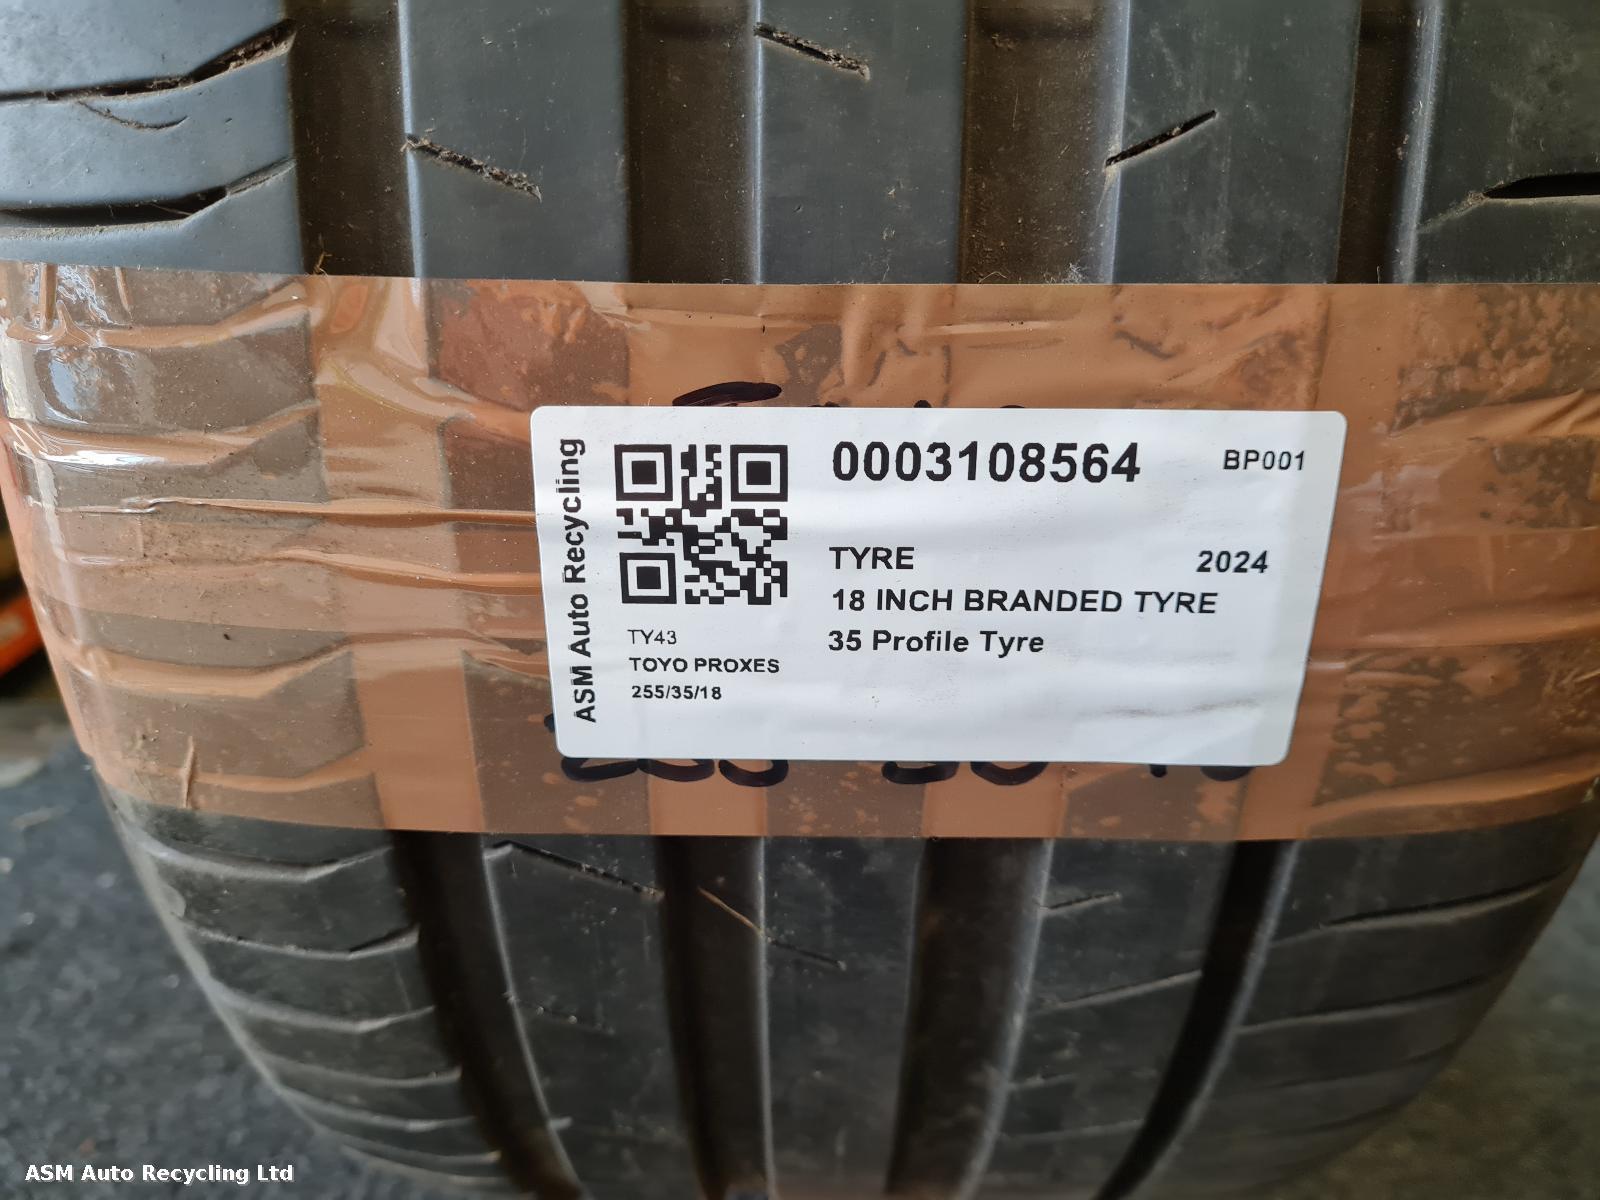 ASM Auto Recycling
0003108564
BP001
TYRE
2024
18 INCH BRANDED TYRE
35 Profile Tyre
TY43
TOYO PROXES
255/35/18
ASM Auto Recycling Ltd